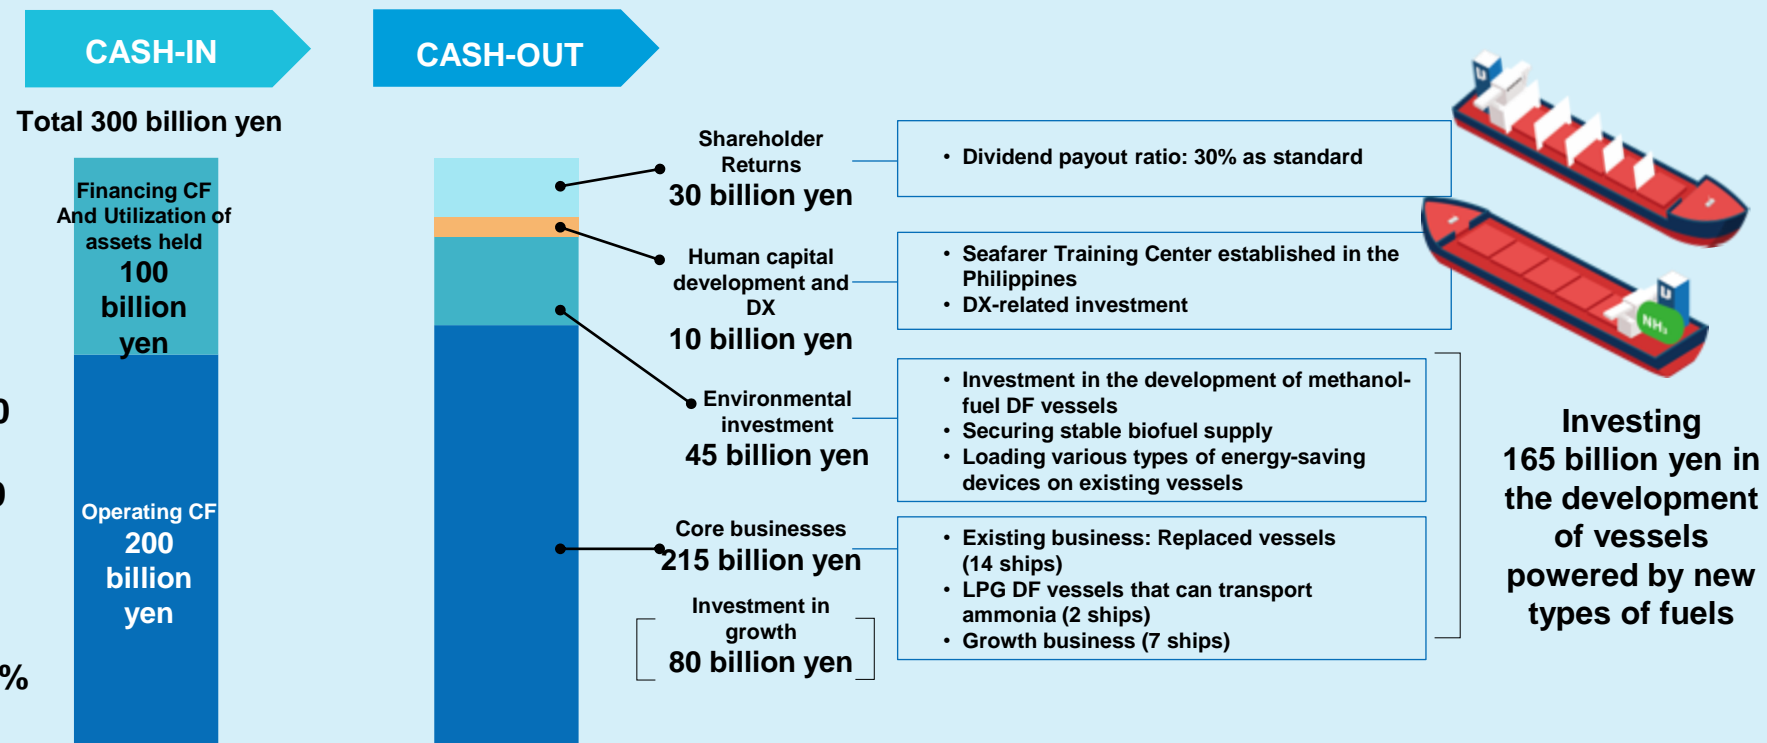 CASH-IN
CASH-OUT
Total 300 billion yen
Financing CF
And Utilization of
assets held
100
billion
yen
Operating CF
200
billion
yen
0
0
%
Shareholder
Returns
30 billion yen
• Dividend payout ratio: 30% as standard
Human capital
development and
DX
10 billion yen
• Seafarer Training Center established in the
Philippines
• DX-related investment
Environmental
investment
45 billion yen
• Investment in the development of methanol-
fuel DF vessels
• Securing stable biofuel supply
• Loading various types of energy-saving
devices on existing vessels
Core businesses
215 billion yen
Investment in
growth
80 billion yen
• Existing business: Replaced vessels
(14 ships)
• LPG DF vessels that can transport
ammonia (2 ships)
• Growth business (7 ships)
U
U
NH₃
Investing
165 billion yen in
the development
of vessels
powered by new
types of fuels